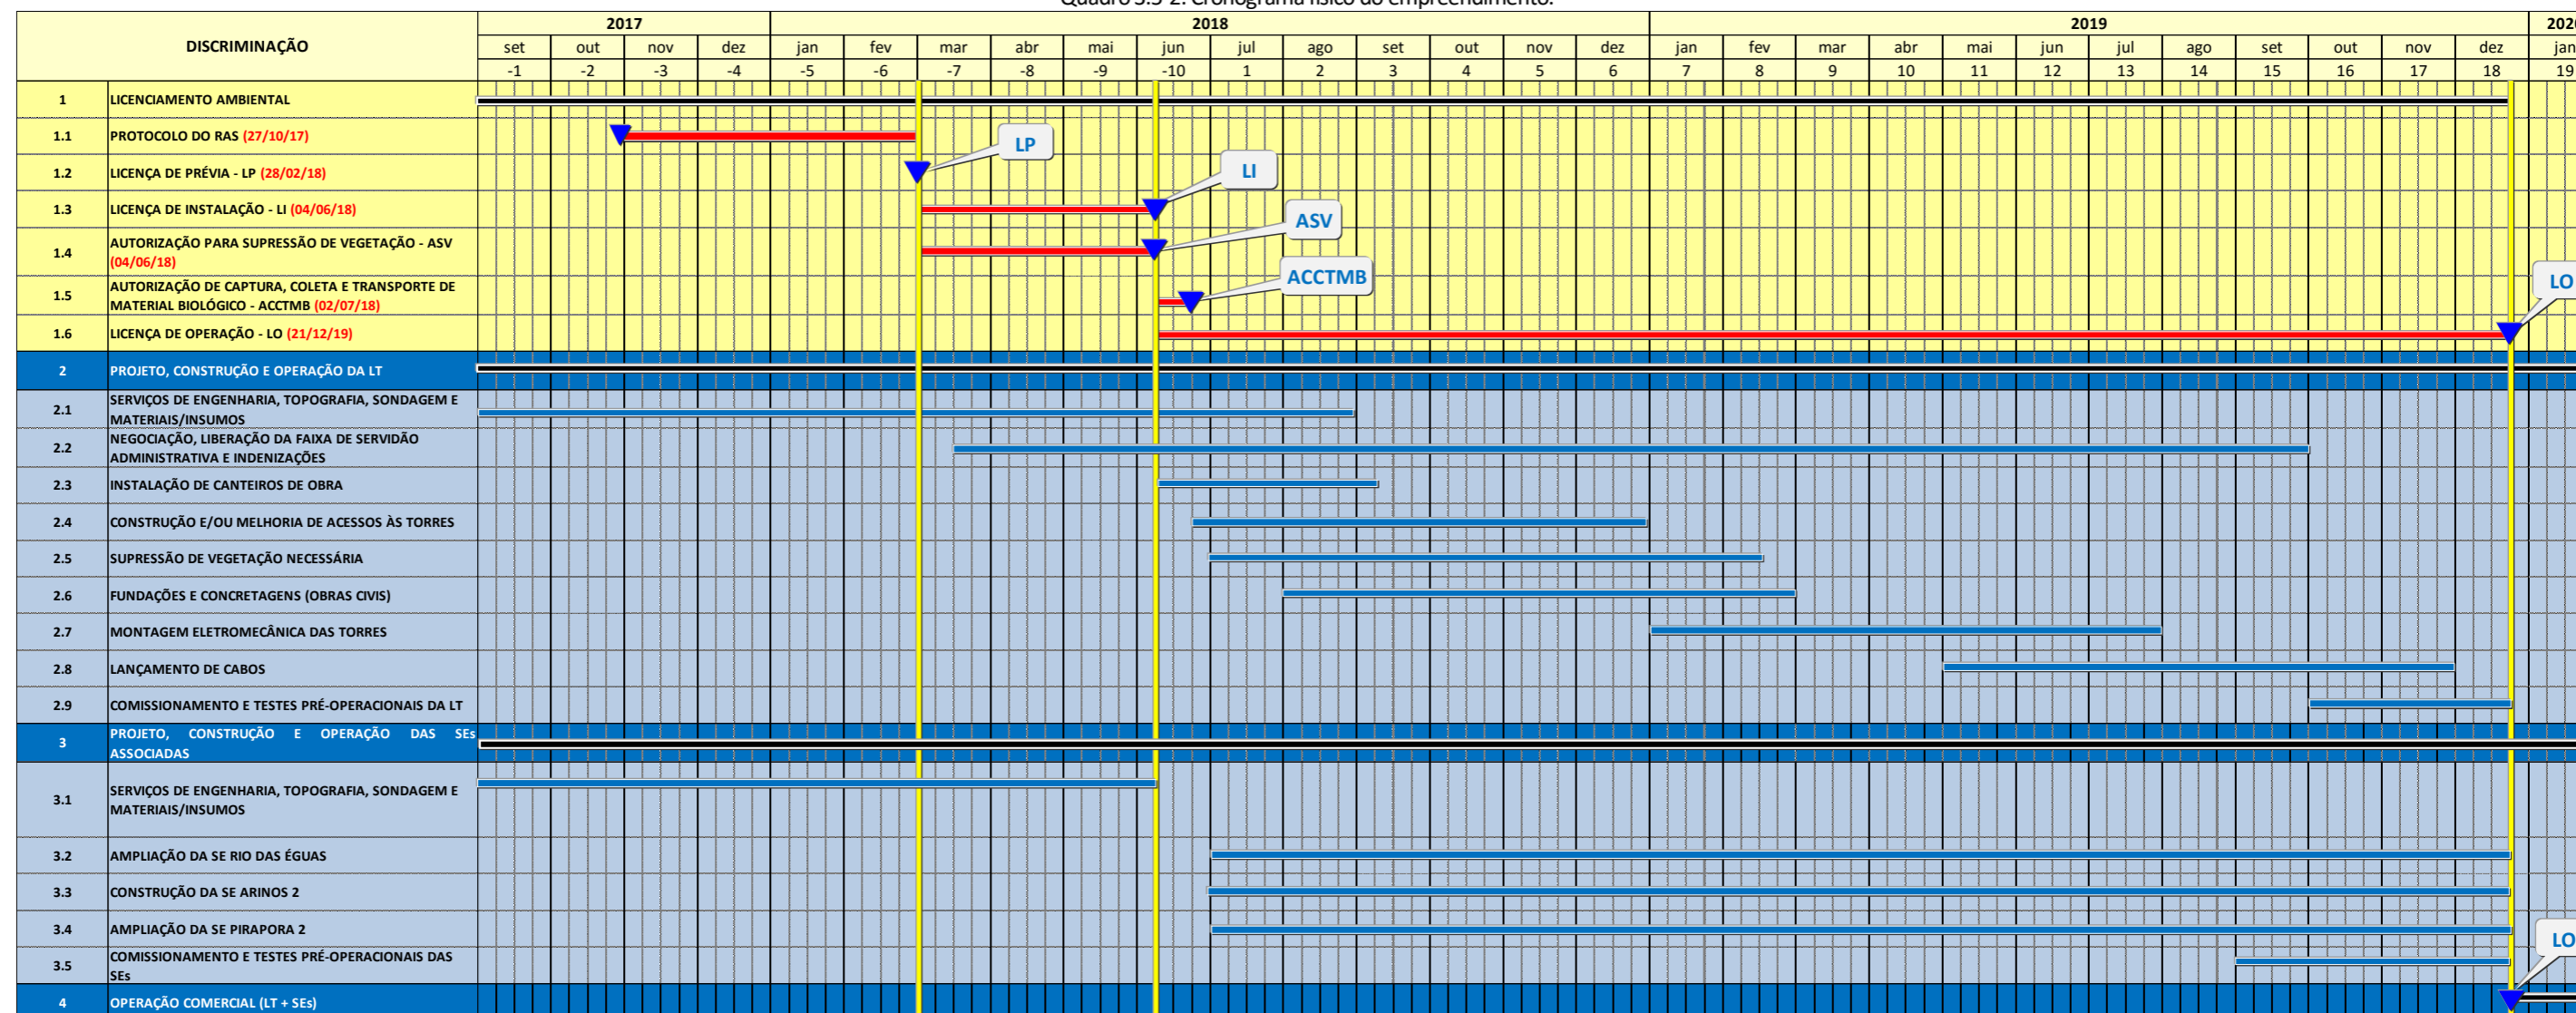 Quadro 3.5-2. Cronograma físico do empreendimento.
DISCRIMINAÇÃO
2017 2018 2019
set out nov dez jan fev mar abr mai jun jul ago set out nov dez jan fev mar abr mai jun jul ago set out nov dez jan
-1 -2 -3 -4 -5 -6 -7 -8 -9 -10 1 2 3 4 5 6 7 8 9 10 11 12 13 14 15 16 17 18 19
1 LICENCIAMENTO AMBIENTAL
1.1 PROTOCOLO DO RAS (27/10/17)
LP
1.2 LICENÇA DE PRÉVIA - LP (28/02/18)
LI
1.3 LICENÇA DE INSTALAÇÃO - LI (04/06/18)
ASV
1.4 AUTORIZAÇÃO PARA SUPRESSÃO DE VEGETAÇÃO - ASV
(04/06/18)
ACCTMB
1.5 AUTORIZAÇÃO DE CAPTURA, COLETA E TRANSPORTE DE
MATERIAL BIOLÓGICO - ACCTMB (02/07/18)
LO
1.6 LICENÇA DE OPERAÇÃO - LO (21/12/19)
2 PROJETO, CONSTRUÇÃO E OPERAÇÃO DA LT
2.1 SERVIÇOS DE ENGENHARIA, TOPOGRAFIA, SONDAGEM E
MATERIAIS/INSUMOS
2.2 NEGOCIAÇÃO, LIBERAÇÃO DA FAIXA DE SERVIDÃO
ADMINISTRATIVA E INDENIZAÇÕES
2.3 INSTALAÇÃO DE CANTEIROS DE OBRA
2.4 CONSTRUÇÃO E/OU MELHORIA DE ACESSOS ÀS TORRES
2.5 SUPRESSÃO DE VEGETAÇÃO NECESSÁRIA
2.6 FUNDAÇÕES E CONCRETAGENS (OBRAS CIVIS)
2.7 MONTAGEM ELETROMECÂNICA DAS TORRES
2.8 LANÇAMENTO DE CABOS
2.9 COMISSIONAMENTO E TESTES PRÉ-OPERACIONAIS DA LT
3 PROJETO, CONSTRUÇÃO E OPERAÇÃO DAS SEs
ASSOCIADAS
3.1 SERVIÇOS DE ENGENHARIA, TOPOGRAFIA, SONDAGEM E
MATERIAIS/INSUMOS
3.2 AMPLIAÇÃO DA SE RIO DAS ÉGUAS
3.3 CONSTRUÇÃO DA SE ARINOS 2
3.4 AMPLIAÇÃO DA SE PIRAPORA 2
LO
3.5 COMISSIONAMENTO E TESTES PRÉ-OPERACIONAIS DAS
SEs
4 OPERAÇÃO COMERCIAL (LT + SEs)